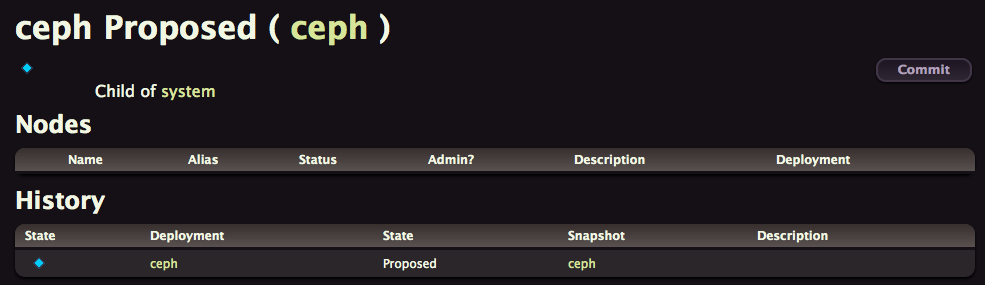 ceph Proposed ( ceph )
Commit
Child of system
Nodes
Name Alias Status Admin? Description Deployment
History
State Deployment State Snapshot Description
ceph Proposed ceph